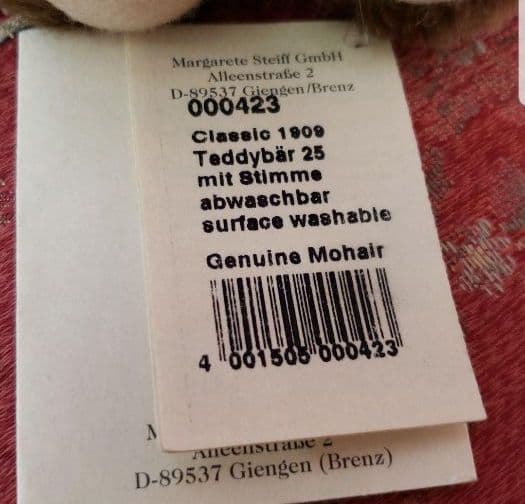 Margarete Steiff GmbH
Alleenstraße 2
D-89537 Giengen/Brenz
000423
Classic 1909
Teddybär 25
mit Stimme
abwaschbar
surface washable
Genuine Mohair
4 001505 000423
Alleenstraße 2
D-89537 Giengen (Brenz)